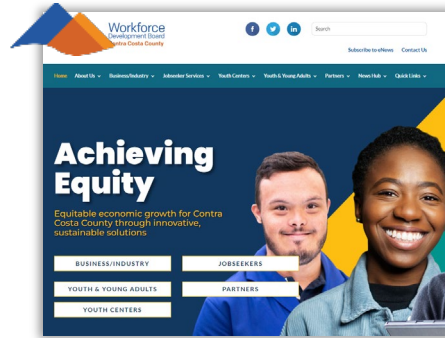 Workforce
Development Board
Contra Costa County
Search
Subscribe to eNews Contact Us
Home About Us Business/Industry Jobseeker Services Youth Centers Youth & Young Adults Partners News Hub Quick Links
Achieving
Equity
Equitable economic growth for Contra
Costa County through innovative,
sustainable solutions
BUSINESS/INDUSTRY JOBSEEKERS
YOUTH & YOUNG ADULTS PARTNERS
YOUTH CENTERS